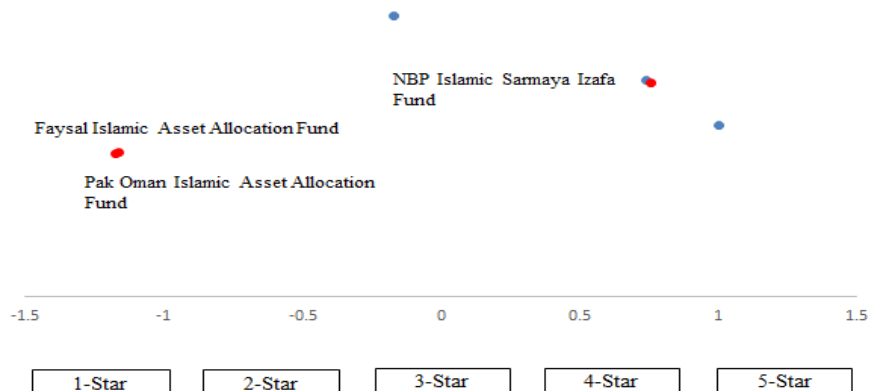 NBP Islamic Sarmaya Izafa
Fund
Faysal Islamic Asset Allocation Fund
Pak Oman Islamic Asset Allocation
Fund
-1.5 -1 -0.5 0 0.5 1 1.5
1-Star 2-Star 3-Star 4-Star 5-Star